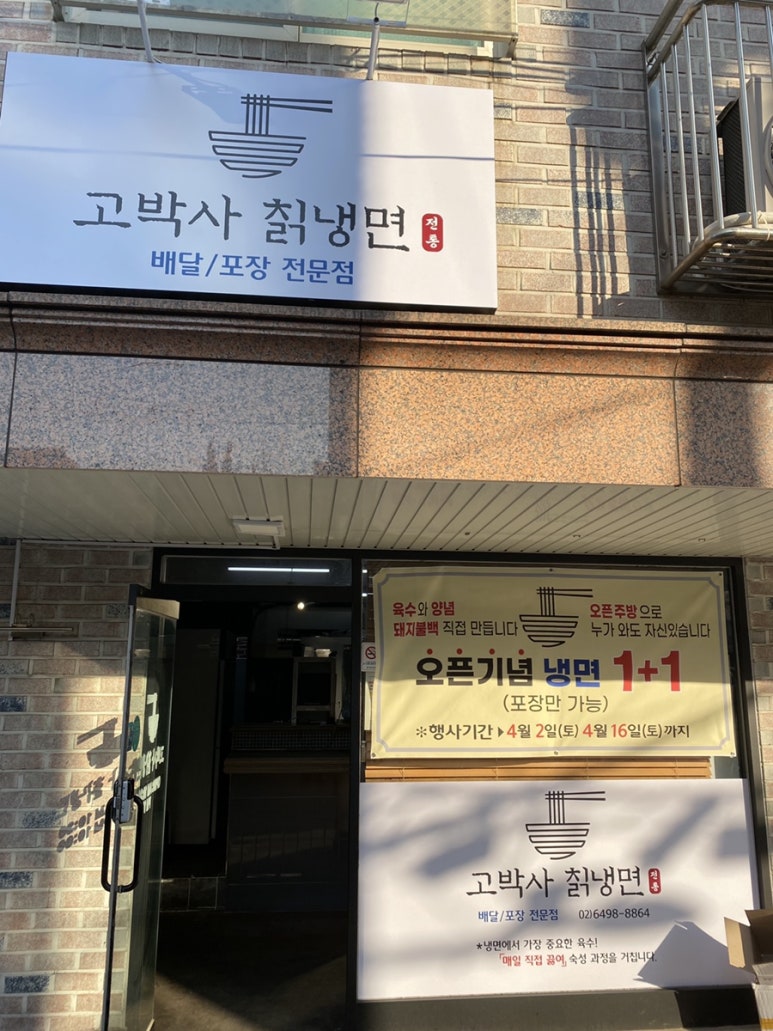 고박사 칡냉면 전통
배달/포장 전문점
육수와 양념
돼지불백 직접 만듭니다
오픈주방으로
누가 와도 자신있습니다
오픈기념 냉면 1+1
(포장만 가능)
※행사기간 ▶ 4월 2일(토) 4월 16일(토)까지
고박사 칡냉면 전통
배달/포장 전문점 02)6498-8864
*냉면에서 가장 중요한 육수!
「매일 직접 끓여」 숙성 과정을 거칩니다.